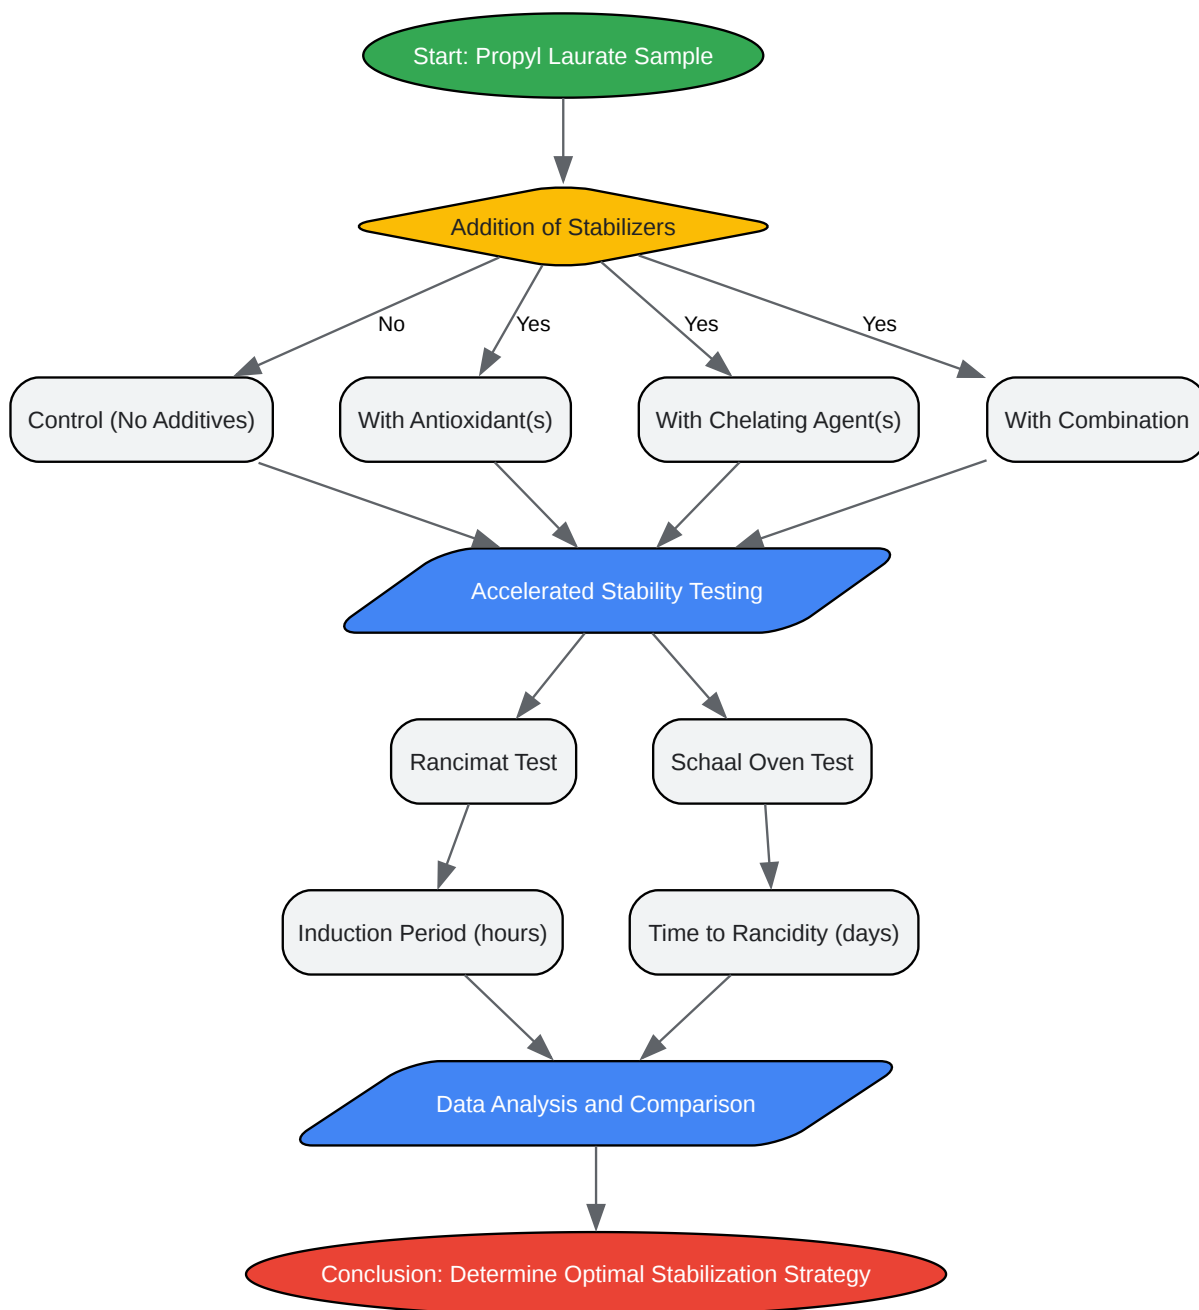 Start: Propyl Laurate Sample
Addition of Stabilizers
No
Yes
Yes
Yes
Control (No Additives)
With Antioxidant(s)
With Chelating Agent(s)
With Combination
Accelerated Stability Testing
Rancimat Test
Schaal Oven Test
Induction Period (hours)
Time to Rancidity (days)
Data Analysis and Comparison
Conclusion: Determine Optimal Stabilization Strategy